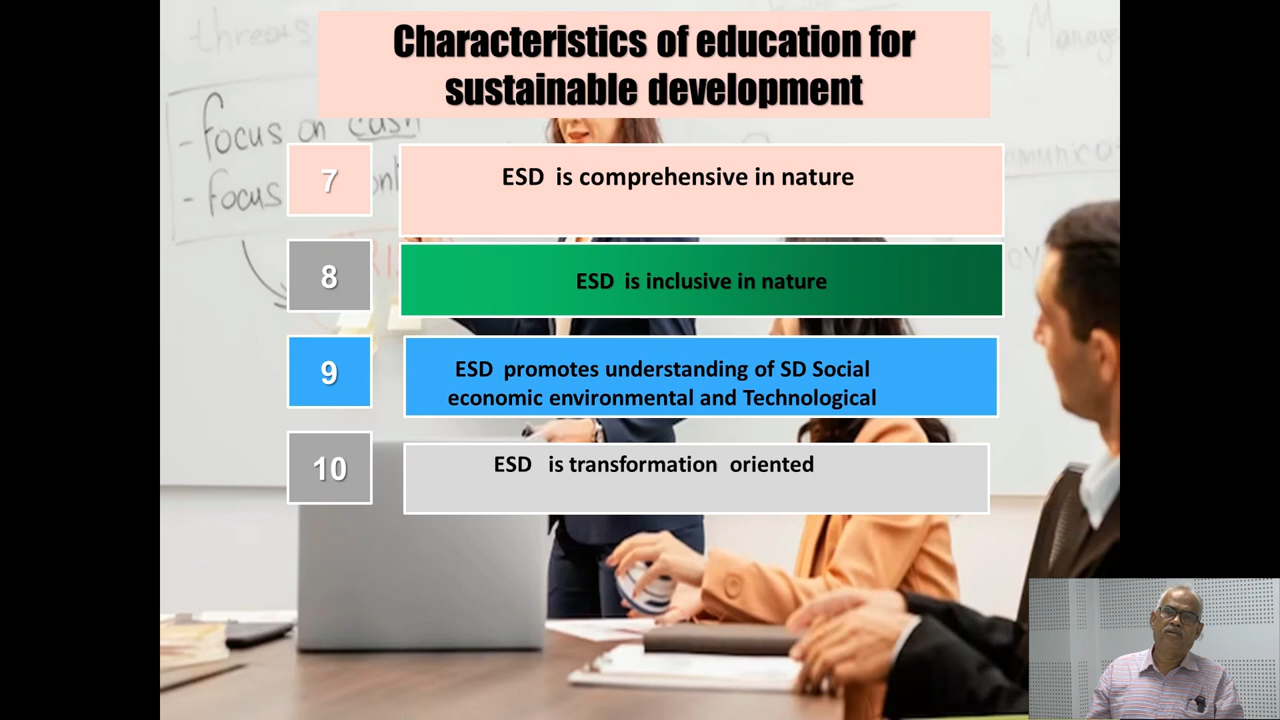 Characteristics of education for
sustainable development
threats
Manag
- Focus on cash
- Focus
7
ESD is comprehensive in nature
8
ESD is inclusive in nature
9
ESD promotes understanding of SD Social
economic environmental and Technological
10
ESD is transformation oriented